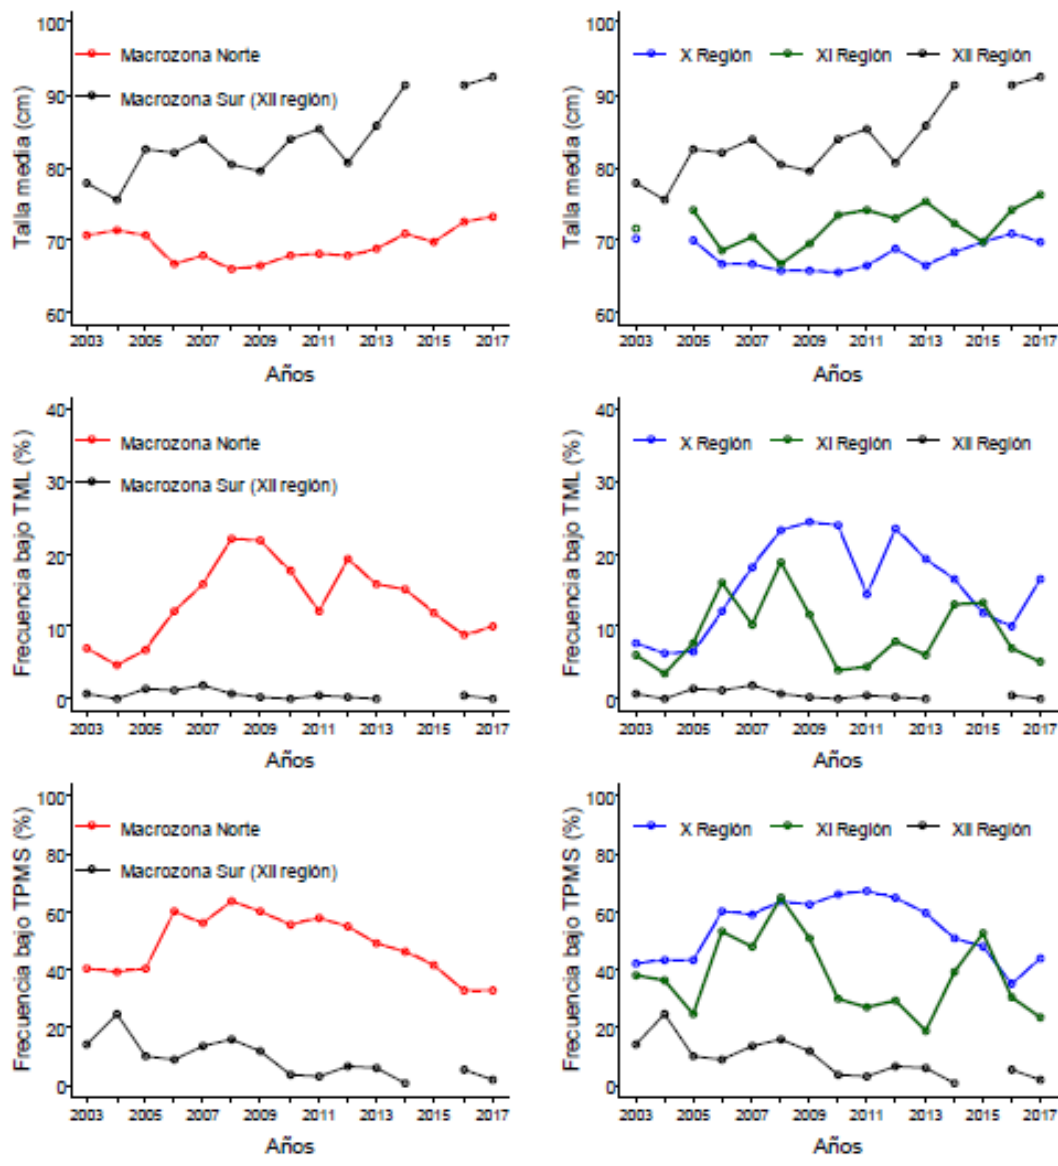 100
90
80
70
60
Talla media (cm)
Macrozona Norte
Macrozona Sur (XII región)
2003 2005 2007 2009 2011 2013 2015 2017
Años
100
90
80
70
60
Talla media (cm)
X Región XI Región XII Región
2003 2005 2007 2009 2011 2013 2015 2017
Años
40
30
20
10
0
Frecuencia bajo TML (%)
Macrozona Norte
Macrozona Sur (XII región)
2003 2005 2007 2009 2011 2013 2015 2017
Años
40
30
20
10
0
Frecuencia bajo TML (%)
X Región XI Región XII Región
2003 2005 2007 2009 2011 2013 2015 2017
Años
100
80
60
40
20
0
Frecuencia bajo TPMS (%)
Macrozona Norte
Macrozona Sur (XII región)
2003 2005 2007 2009 2011 2013 2015 2017
Años
100
80
60
40
20
0
Frecuencia bajo TPMS (%)
X Región XI Región XII Región
2003 2005 2007 2009 2011 2013 2015 2017
Años